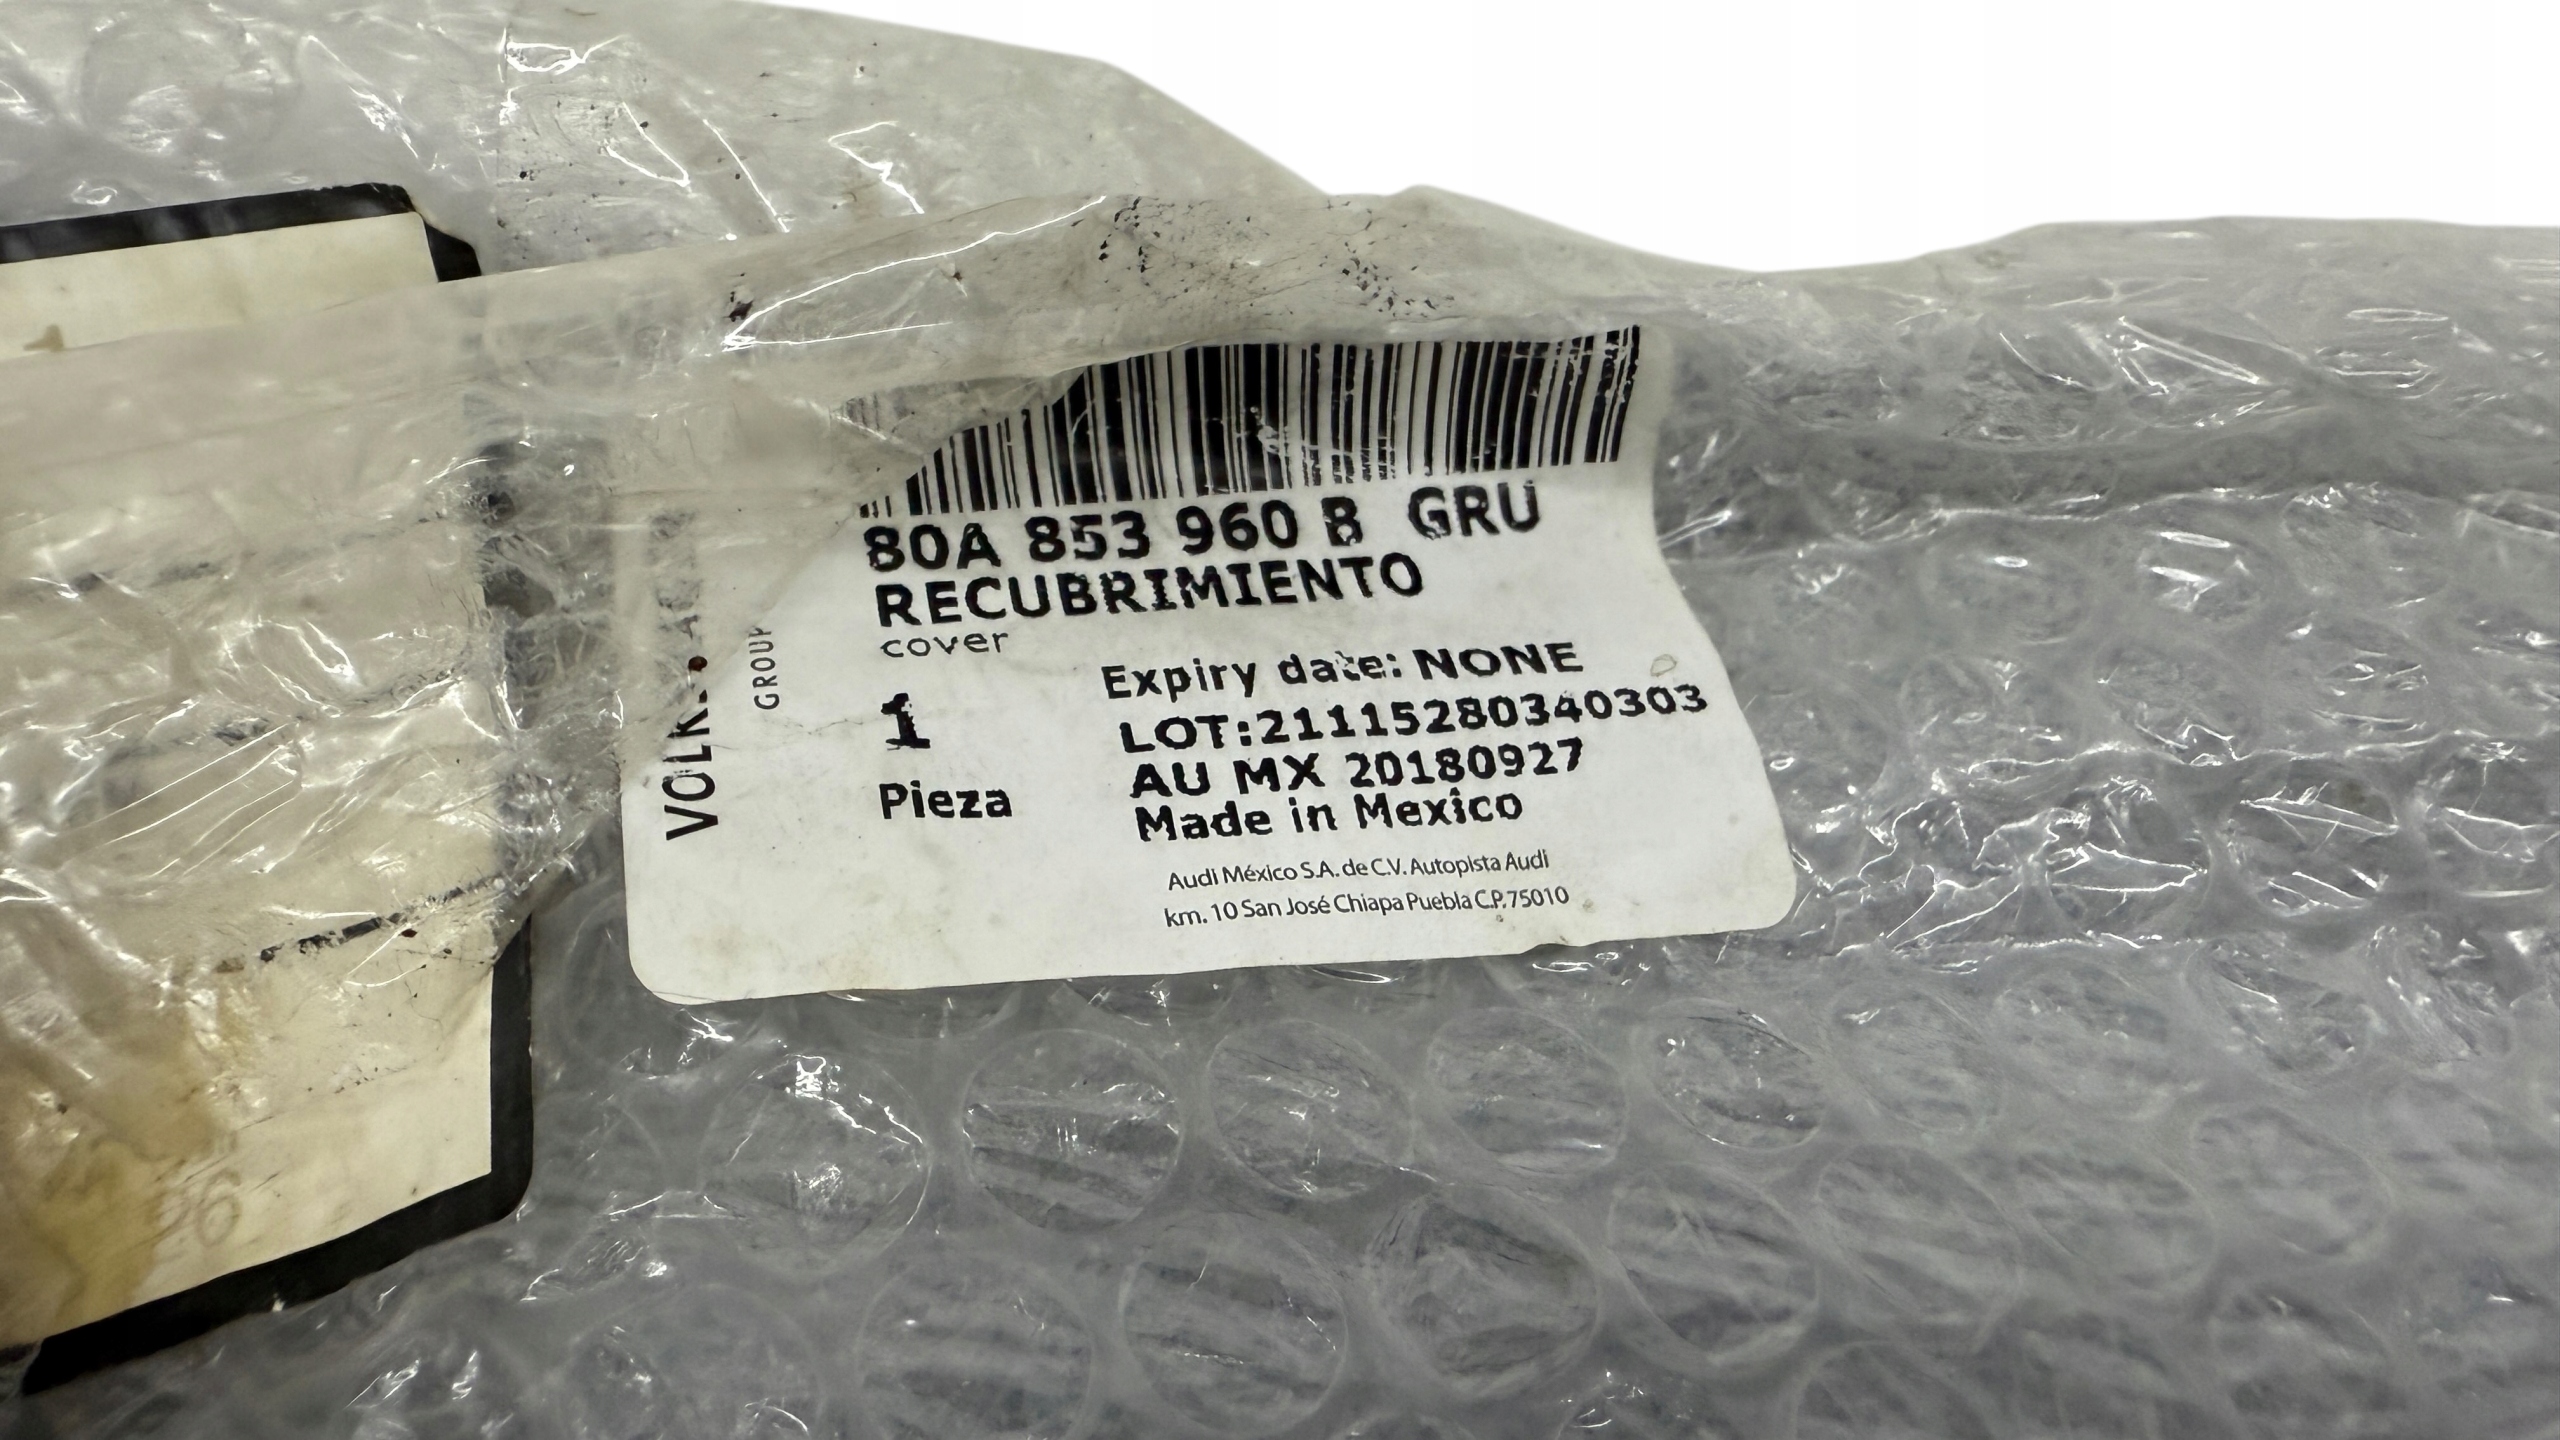 80A 853 960 B GRU
RECUBRIMIENTO
cover
1
Pieza
Expiry date: NONE
LOT:21115280340303
AU MX 20180927
Made in Mexico
Audi México S.A. de C.V. Autopista Audi
km. 10 San José Chiapa Puebla C.P.75010
GROUP